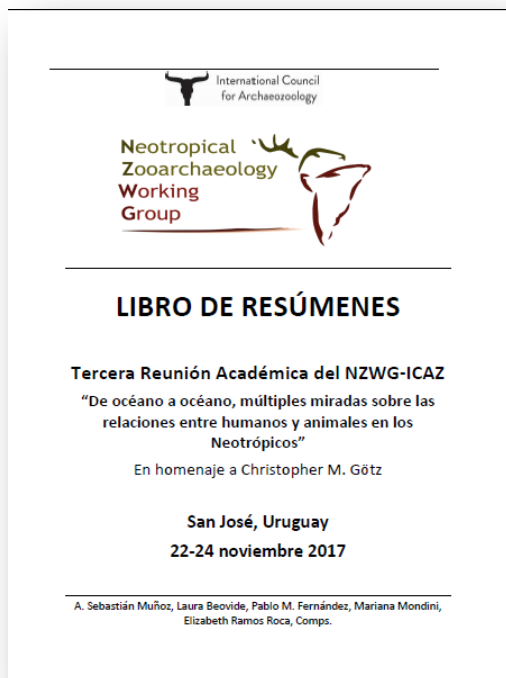 International Council
for Archaeozoology
Neotropical
Zooarchaeology
Working
Group
LIBRO DE RESÚMENES
Tercera Reunión Académica del NZWG-ICAZ
“De océano a océano, múltiples miradas sobre las
relaciones entre humanos y animales en los
Neotrópicos”
En homenaje a Christopher M. Götz
San José, Uruguay
22-24 noviembre 2017
A. Sebastián Muñoz, Laura Beovide, Pablo M. Fernández, Mariana Mondini,
Elizabeth Ramos Roca, Comps.